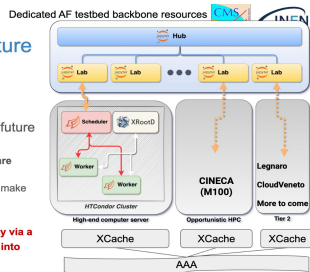 Dedicated AF testbed backbone resources
CMS
INFN
ture
Hub
Lab
Lab
Lab
Lab
future
are
make
y via a
into
Scheduler
XRootD
Worker
Worker
HTCondor Cluster
High-end computer server
CINECA
(M100)
Opportunistic HPC
Legnaro
CloudVeneto
More to come
Tier 2
XCache
XCache
XCache
AAA